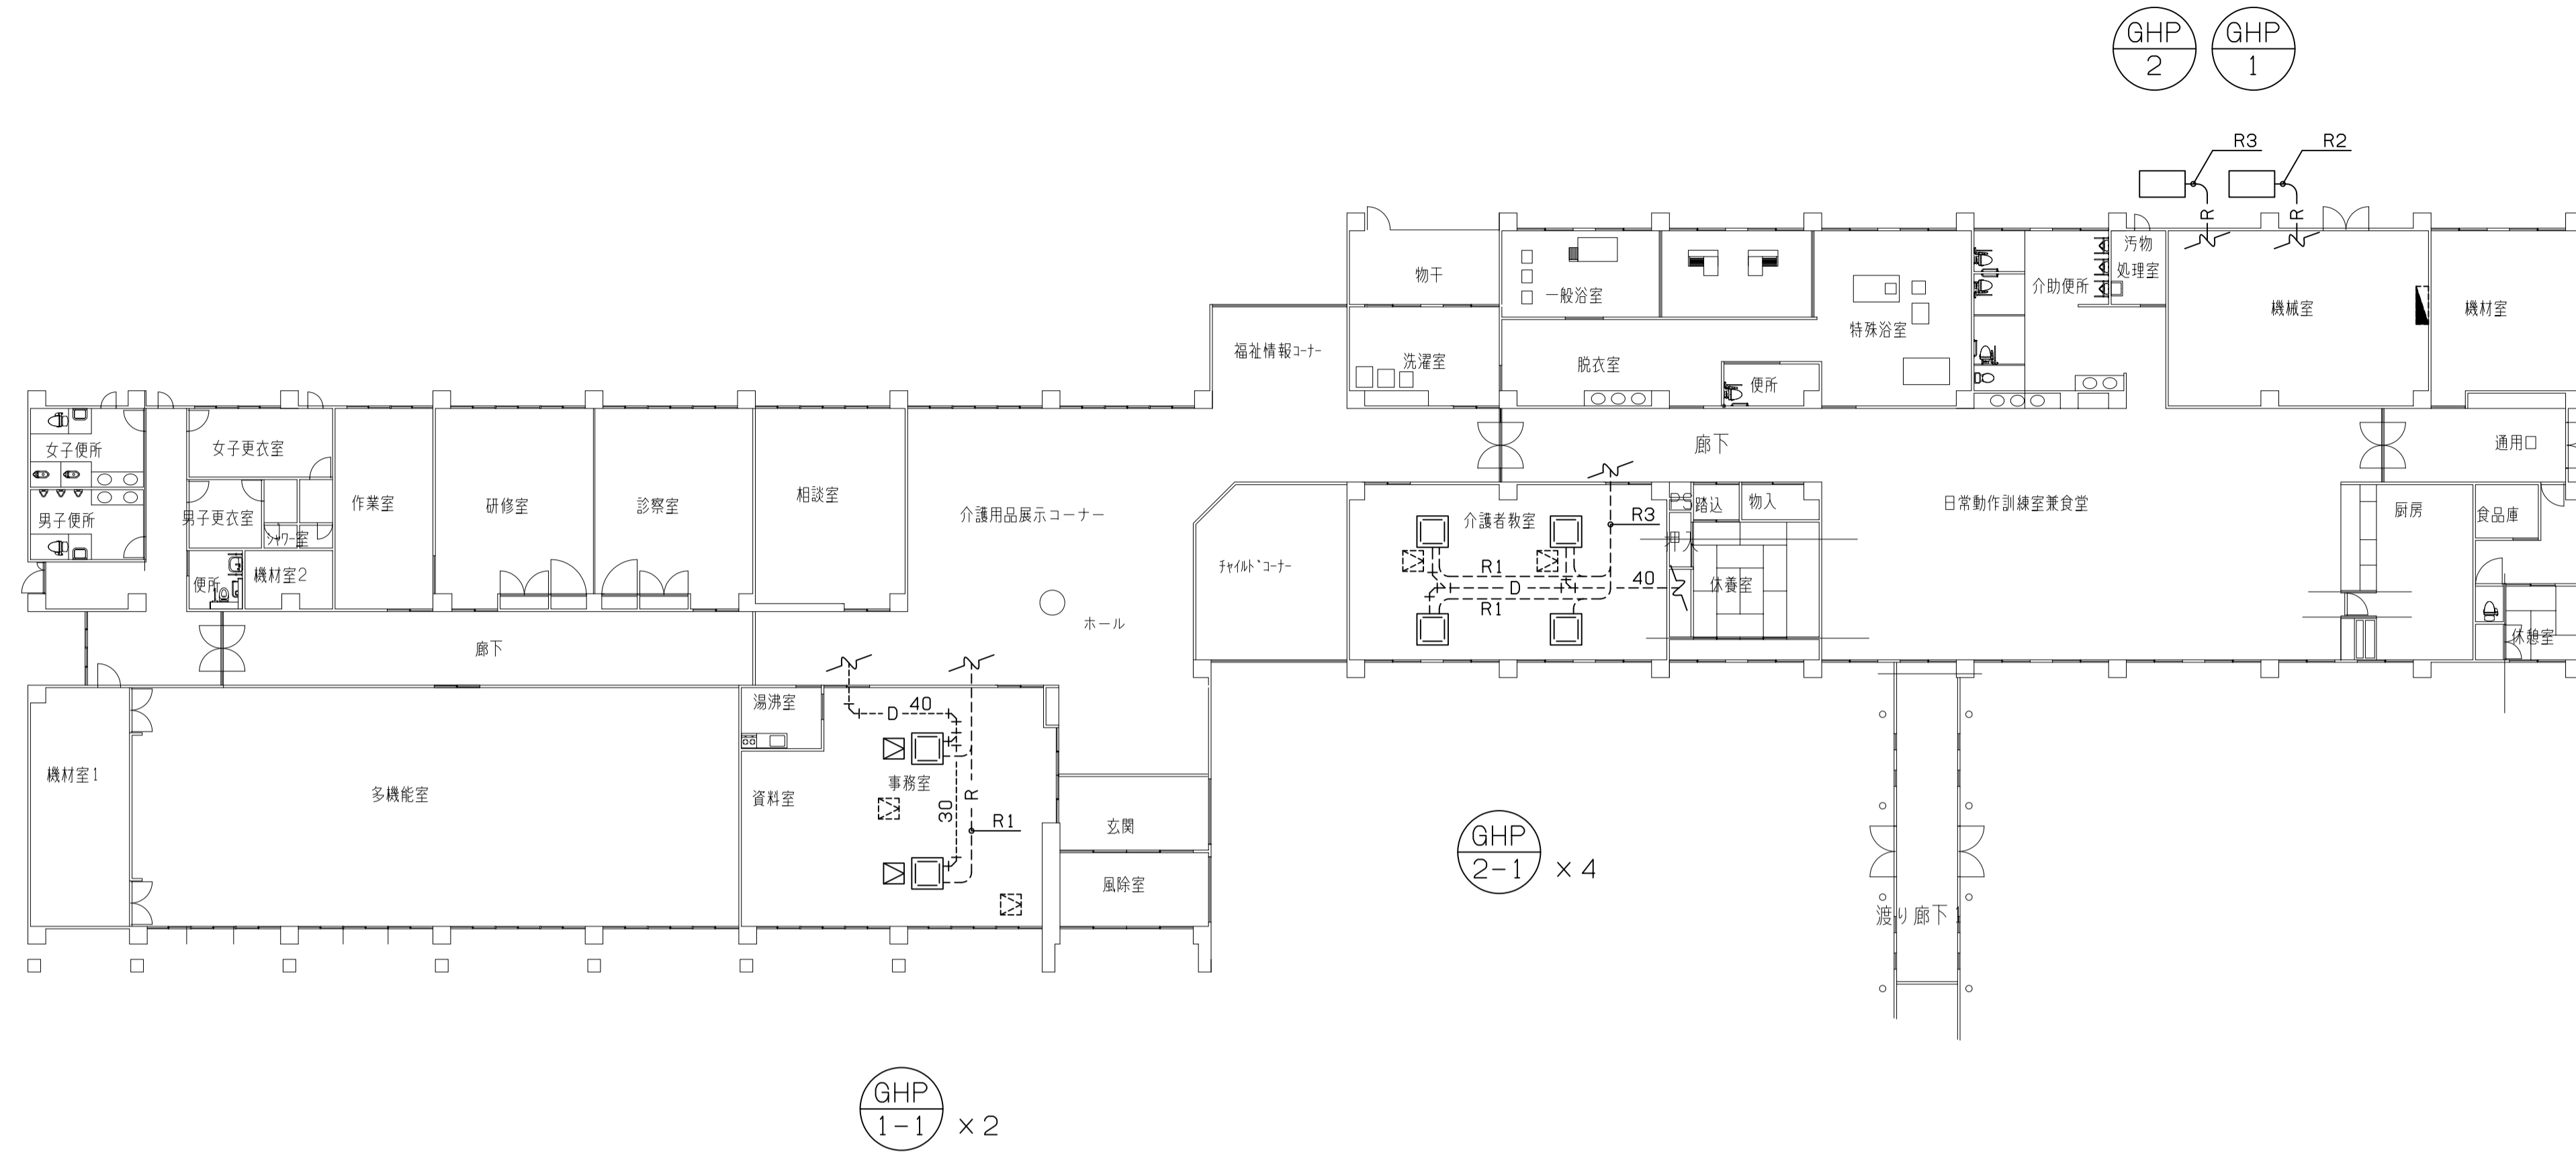 GHP
2
GHP
1
R3
R2
R
R
物干
一般浴室
特殊浴室
介助便所
汚物
処理室
機械室
機材室
福祉情報コーナー
洗濯室
脱衣室
便所
女子便所
女子更衣室
男子便所
男子更衣室
シャワー室
便所
機材室2
作業室
研修室
診察室
相談室
介護用品展示コーナー
チャイルドコーナー
ホール
廊下
廊下
通用口
介護者教室
R3
R1
D
R1
40
PS
踏込
物入
押入
休養室
日常動作訓練室兼食堂
厨房
食品庫
休憩室
機材室1
多機能室
湯沸室
資料室
事務室
D
40
30
R
R1
玄関
風除室
GHP
2-1
×4
渡り廊下1
GHP
1-1
×2